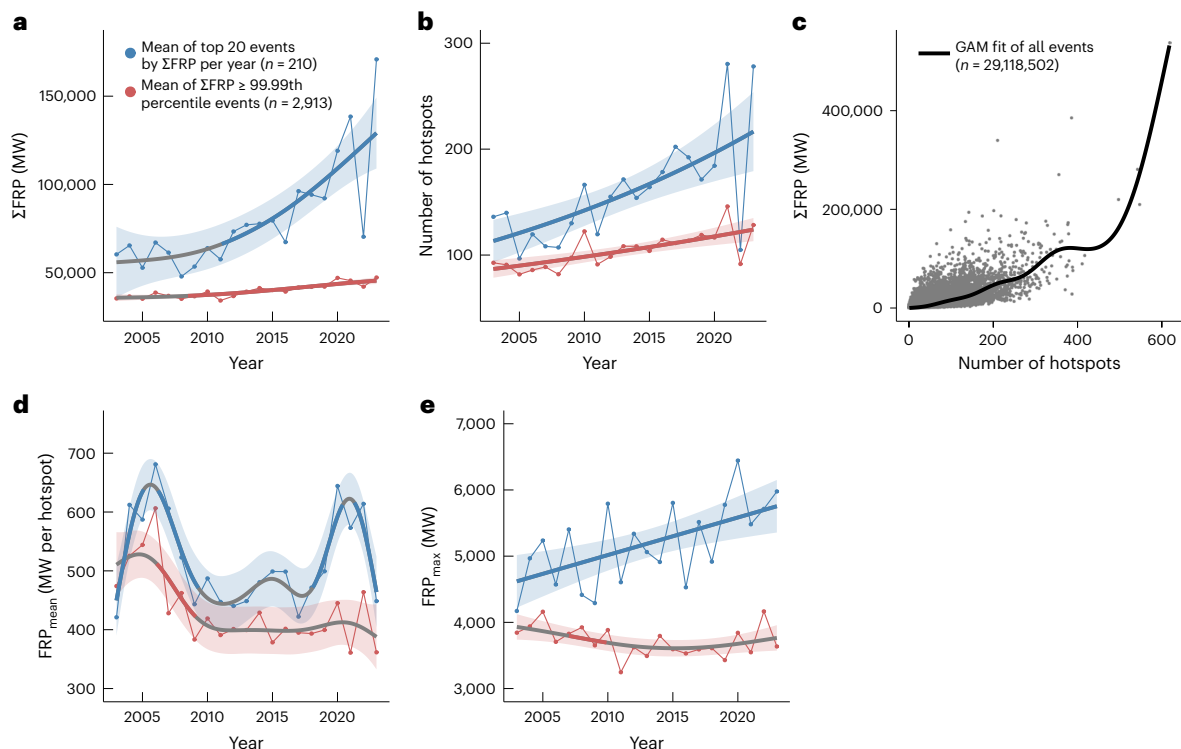 a
Mean of top 20 events
by ΣFRP per year (n = 210)
Mean of ΣFRP ≥ 99.99th
percentile events (n = 2,913)
150,000
100,000
50,000
ΣFRP (MW)
2005
2010
2015
2020
Year
b
300
200
100
Number of hotspots
2005
2010
2015
2020
Year
c
GAM fit of all events
(n = 29,118,502)
400,000
200,000
0
ΣFRP (MW)
0
200
400
600
Number of hotspots
d
700
600
500
400
300
FRPmean (MW per hotspot)
2005
2010
2015
2020
Year
e
7,000
6,000
5,000
4,000
3,000
FRPmax (MW)
2005
2010
2015
2020
Year